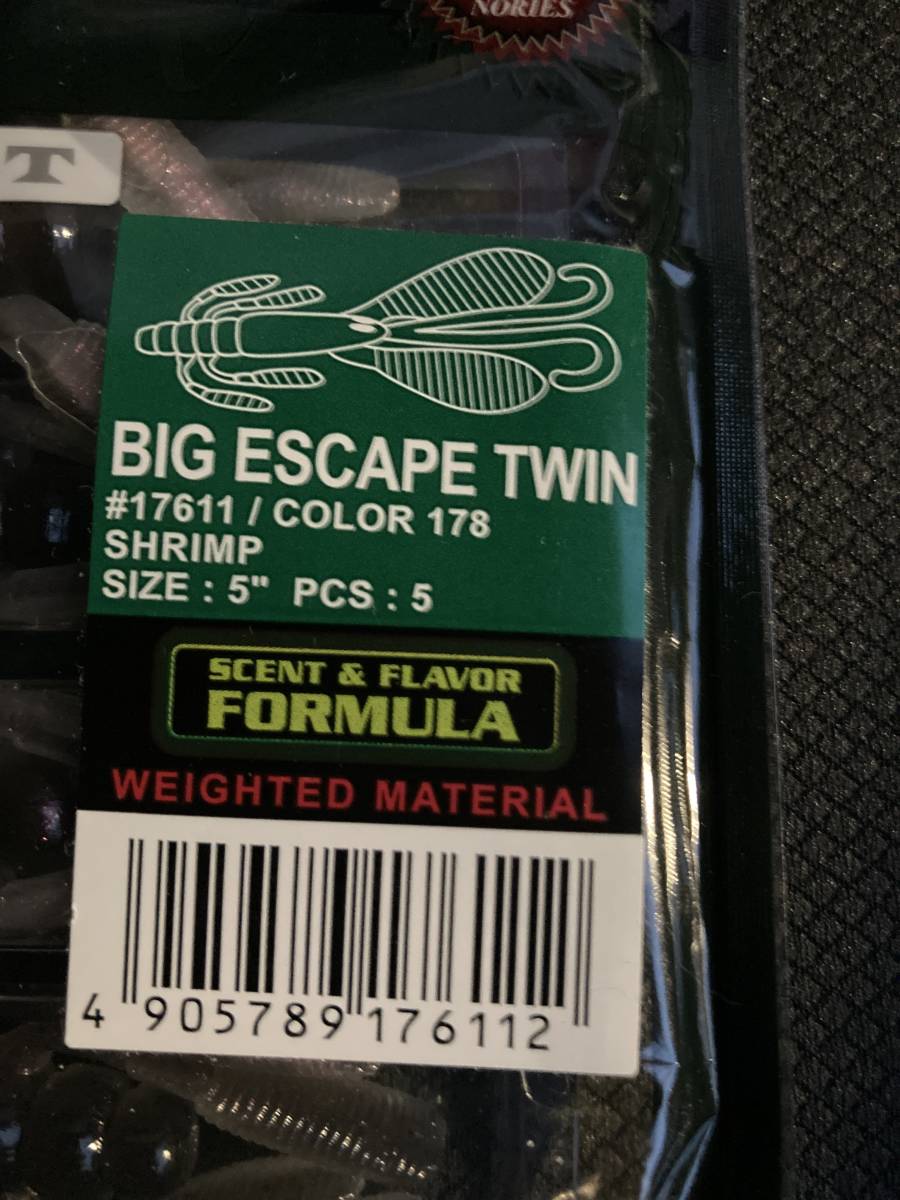 NORIES
T
BIG ESCAPE TWIN
#17611 / COLOR 178
SHRIMP
SIZE : 5" PCS : 5
SCENT & FLAVOR
FORMULA
WEIGHTED MATERIAL
4 905789 176112